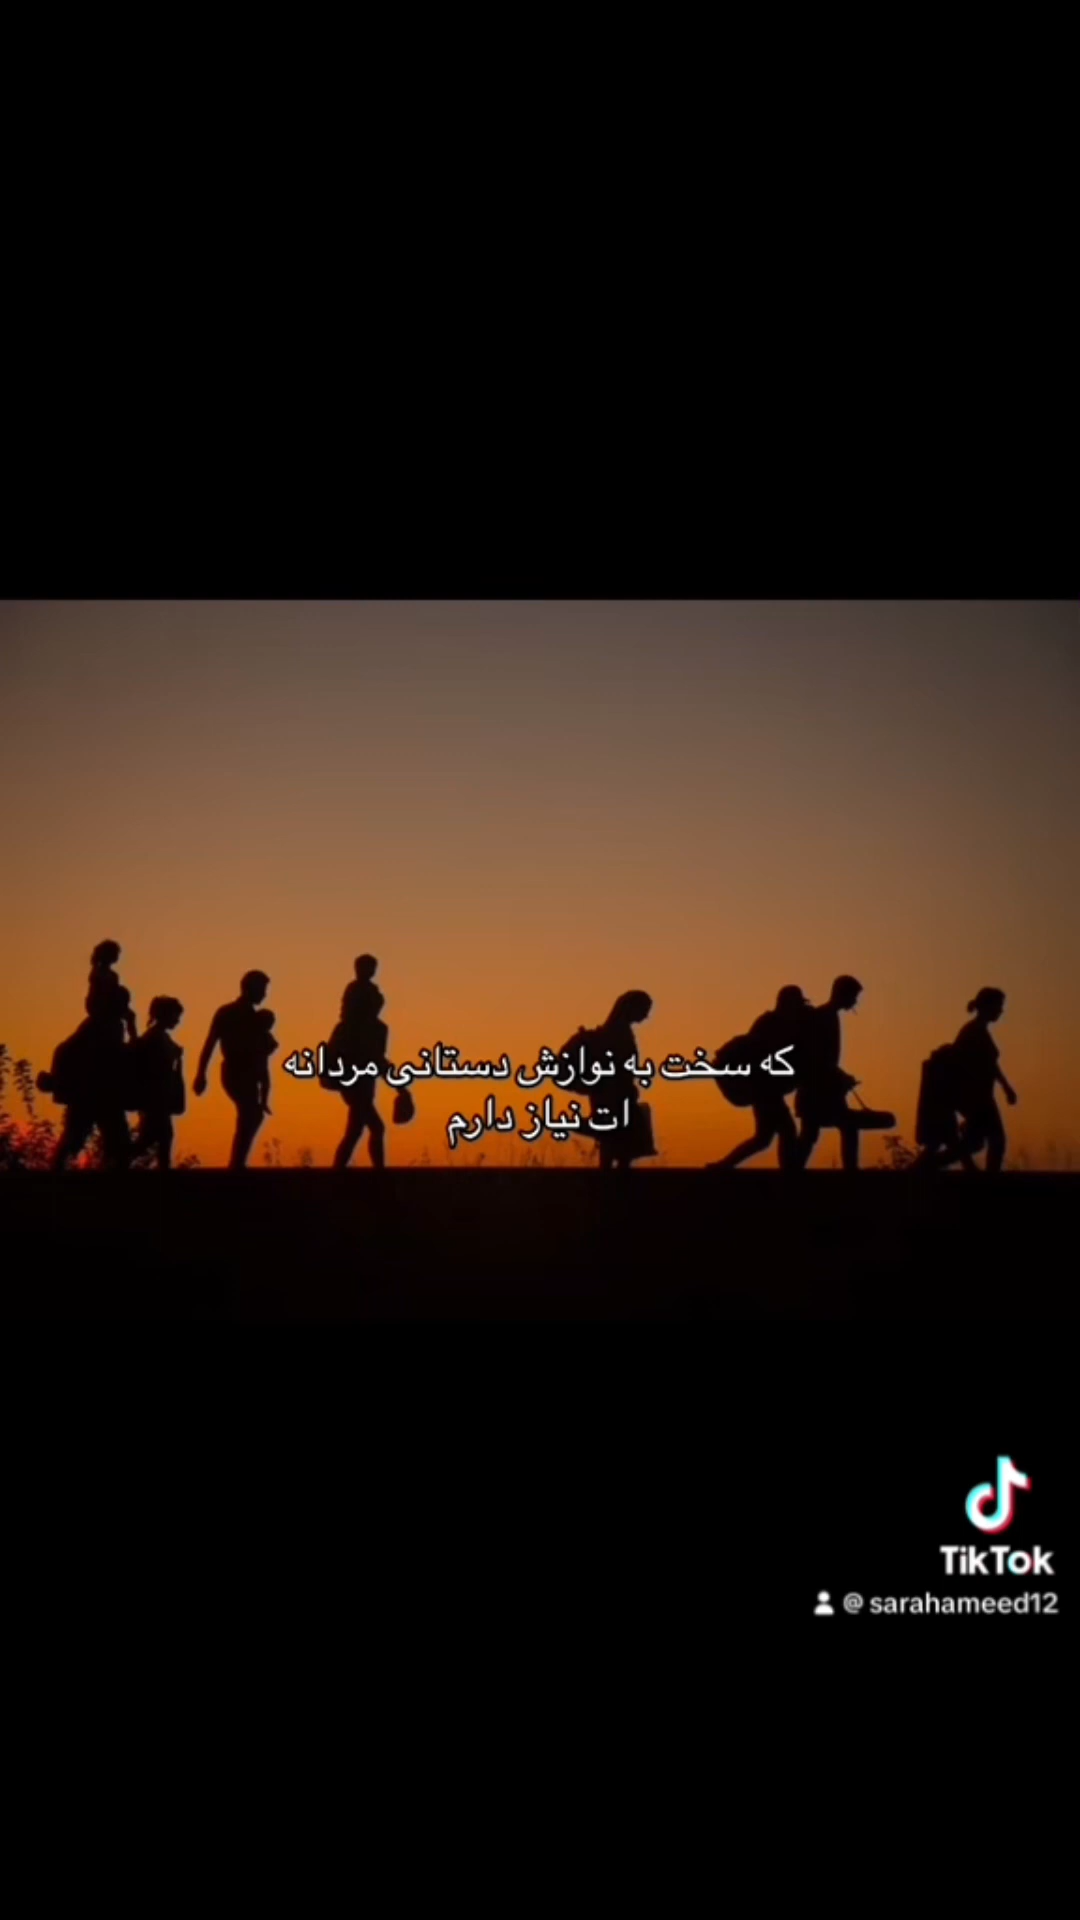 که سخت به نوازش دستانی مردانه
ات نیاز دارم
TikTok
@ sarahameed12